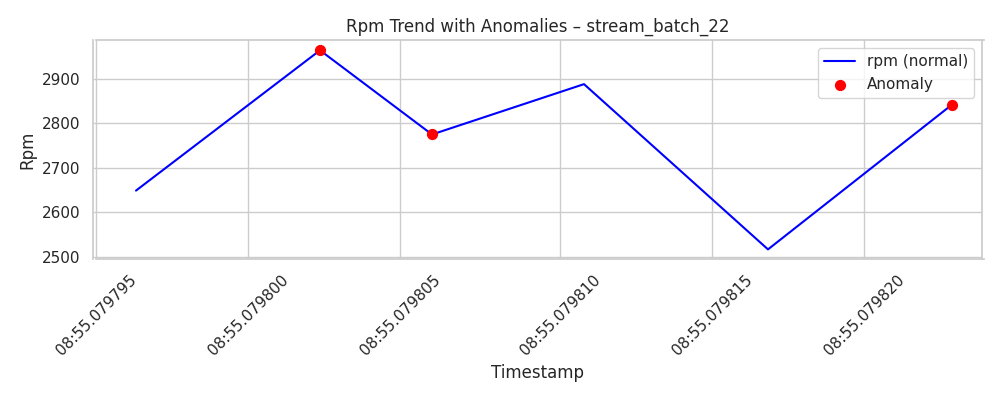 Rpm Trend with Anomalies – stream_batch_22
rpm (normal)
Anomaly
Rpm
2900
2800
2700
2600
2500
08:55.079795
08:55.079800
08:55.079805
08:55.079810
08:55.079815
08:55.079820
Timestamp